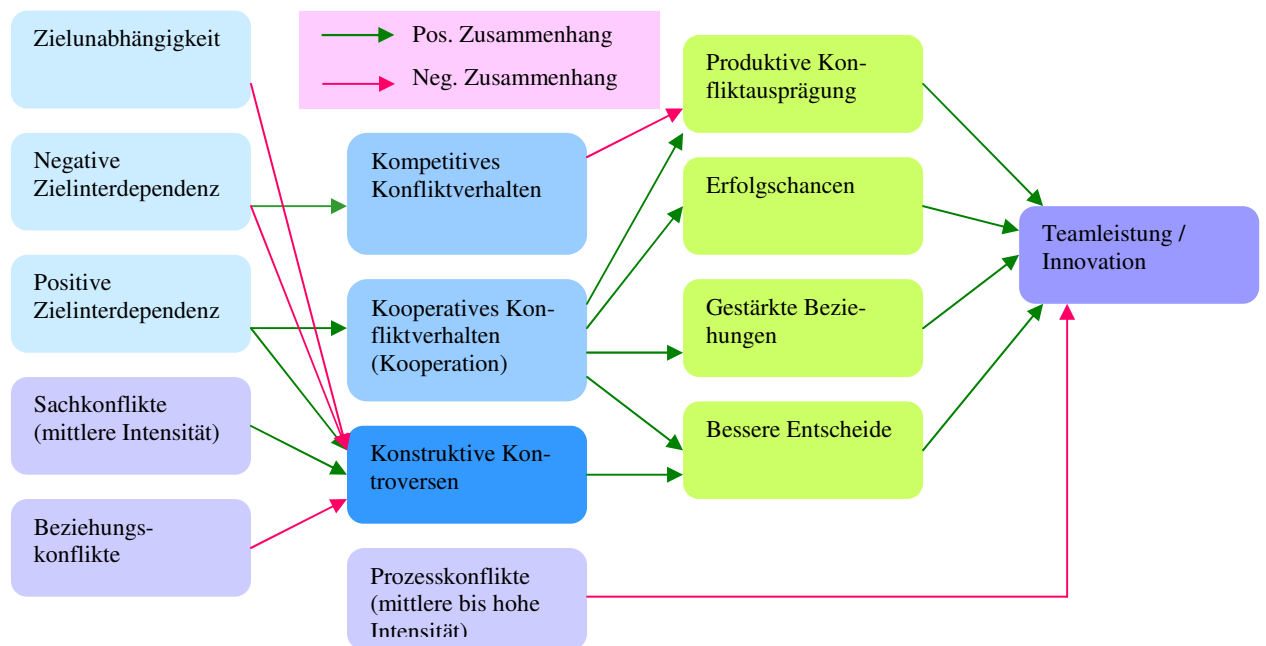 Zielunabhängigkeit
Negative
Zielinterdependenz
Positive
Zielinterdependenz
Sachkonflikte
(mittlere Intensität)
Beziehungs-
konflikte
Pos. Zusammenhang
Neg. Zusammenhang
Kompetitives
Konfliktverhalten
Kooperatives Kon-
fliktverhalten
(Kooperation)
Konstruktive Kon-
troversen
Prozesskonflikte
(mittlere bis hohe
Intensität)
Produktive Kon-
fliktausprägung
Erfolgschancen
Gestärkte Bezie-
hungen
Bessere Entscheide
Teamleistung /
Innovation